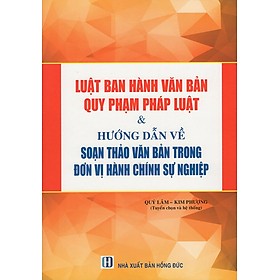 LUẬT BAN HÀNH VĂN BẢN
QUY PHẠM PHÁP LUẬT
&
HƯỚNG DẪN VỀ
SOẠN THẢO VĂN BẢN TRONG
ĐƠN VỊ HÀNH CHÍNH SỰ NGHIỆP
QUÝ LÂM - KIM PHƯỢNG
(Tuyển chọn và hệ thống)
NHÀ XUẤT BẢN HỒNG ĐỨC